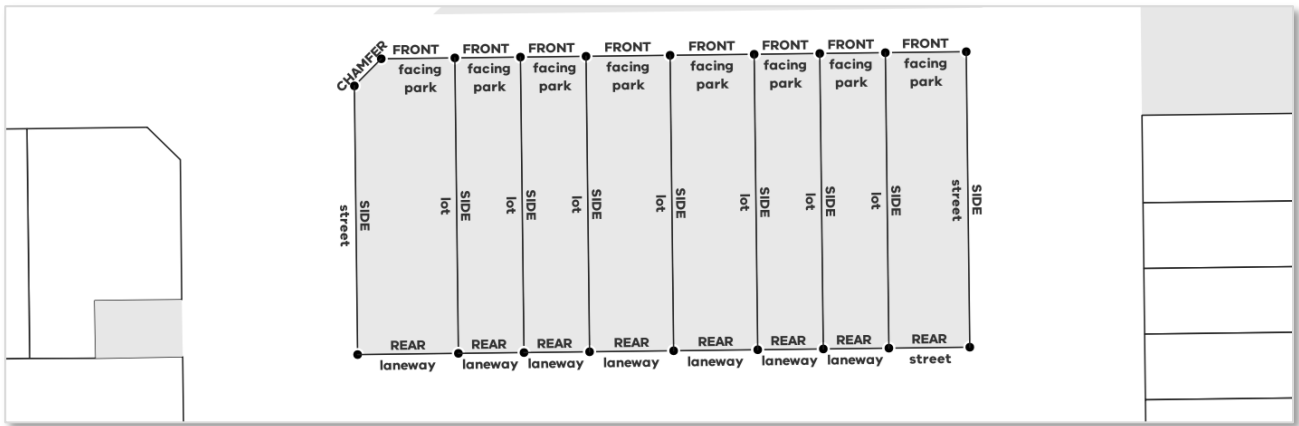 CHAMFER
FRONT FRONT FRONT FRONT FRONT FRONT FRONT FRONT
facing facing facing facing facing facing facing facing
park park park park park park park park
street SIDE lot SIDE lot SIDE lot SIDE lot SIDE lot SIDE lot SIDE lot SIDE street SIDE
REAR REAR REAR REAR REAR REAR REAR REAR
laneway laneway laneway laneway laneway laneway laneway street